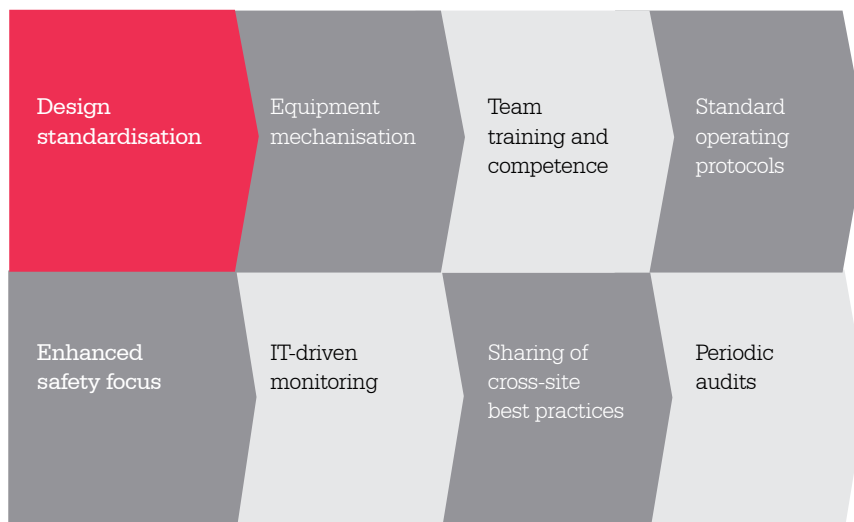 Design
standardisation
Equipment
mechanisation
Team
training and
competence
Standard
operating
protocols
Enhanced
safety focus
IT-driven
monitoring
Sharing of
cross-site
best practices
Periodic
audits